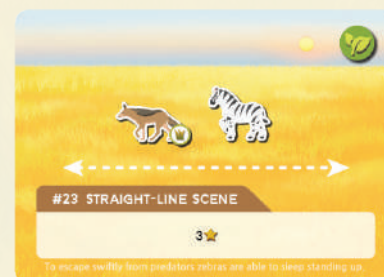 #23 STRAIGHT-LINE SCENE
3
To escape swiftly from predators zebras are able to sleep standing up.